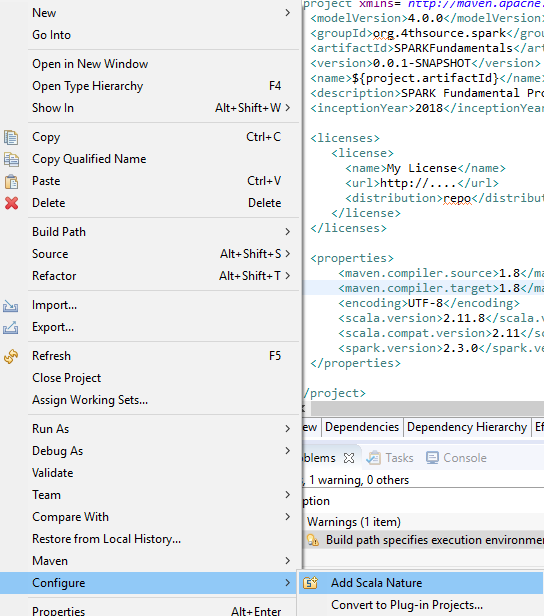 New
Go Into
Open in New Window
Open Type Hierarchy F4
Show In Alt+Shift+W
Copy Ctrl+C
Copy Qualified Name
Paste Ctrl+V
Delete Delete
Build Path
Source Alt+Shift+S
Refactor Alt+Shift+T
Import...
Export...
Refresh F5
Close Project
Assign Working Sets...
Run As
Debug As
Validate
Team
Compare With
Restore from Local History...
Maven
Configure
Properties Alt+Enter
Add Scala Nature
Convert to Plug-in Projects...
project xmlns="http://maven.apache.
<modelVersion>4.0.0</modelVersion>
<groupId>org.4thsource.spark</grou
<artifactId>SPARKFundamentals</art
<version>0.0.1-SNAPSHOT</version>
<name>${project.artifactId}</name>
<description>SPARK Fundamental Pro
<inceptionYear>2018</inceptionYear
<licenses>
<license>
<name>My License</name>
<url>http://....</url>
<distribution>repo</distribut
</license>
</licenses>
<properties>
<maven.compiler.source>1.8</ma
<maven.compiler.target>1.8</ma
<encoding>UTF-8</encoding>
<scala.version>2.11.8</scala.v
<scala.compat.version>2.11</sc
<spark.version>2.3.0</spark.ve
</properties>
/project>
ew Dependencies Dependency Hierarchy Ef
oblems Tasks Console
, 1 warning, 0 others
ption
Warnings (1 item)
Build path specifies execution environme